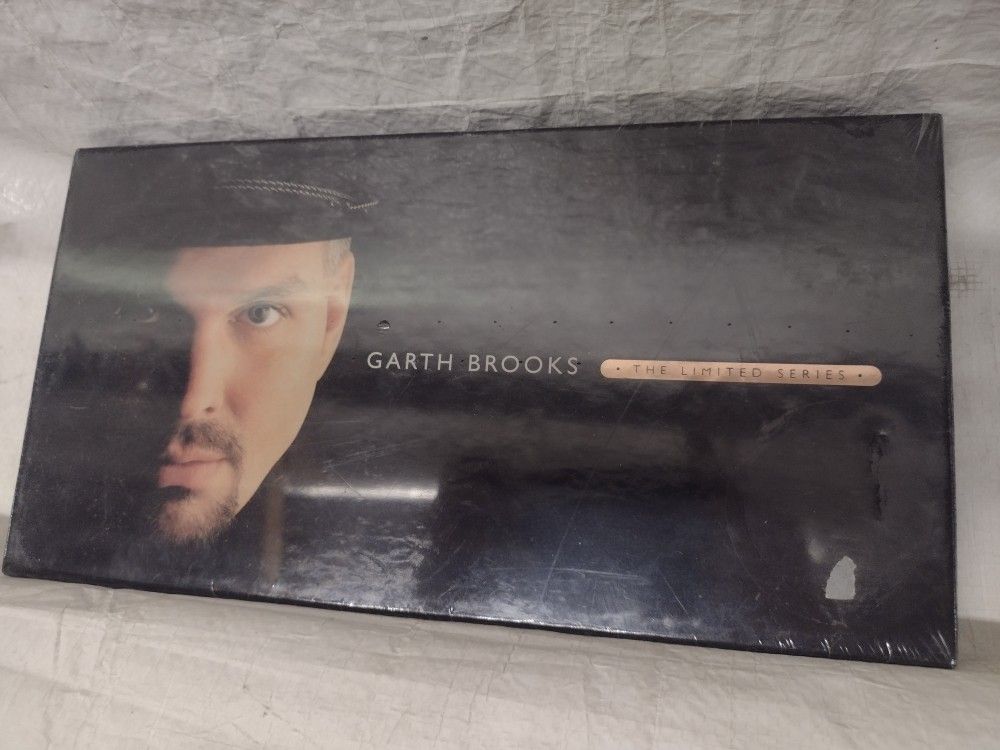 GARTH BROOKS • THE LIMITED SERIES •